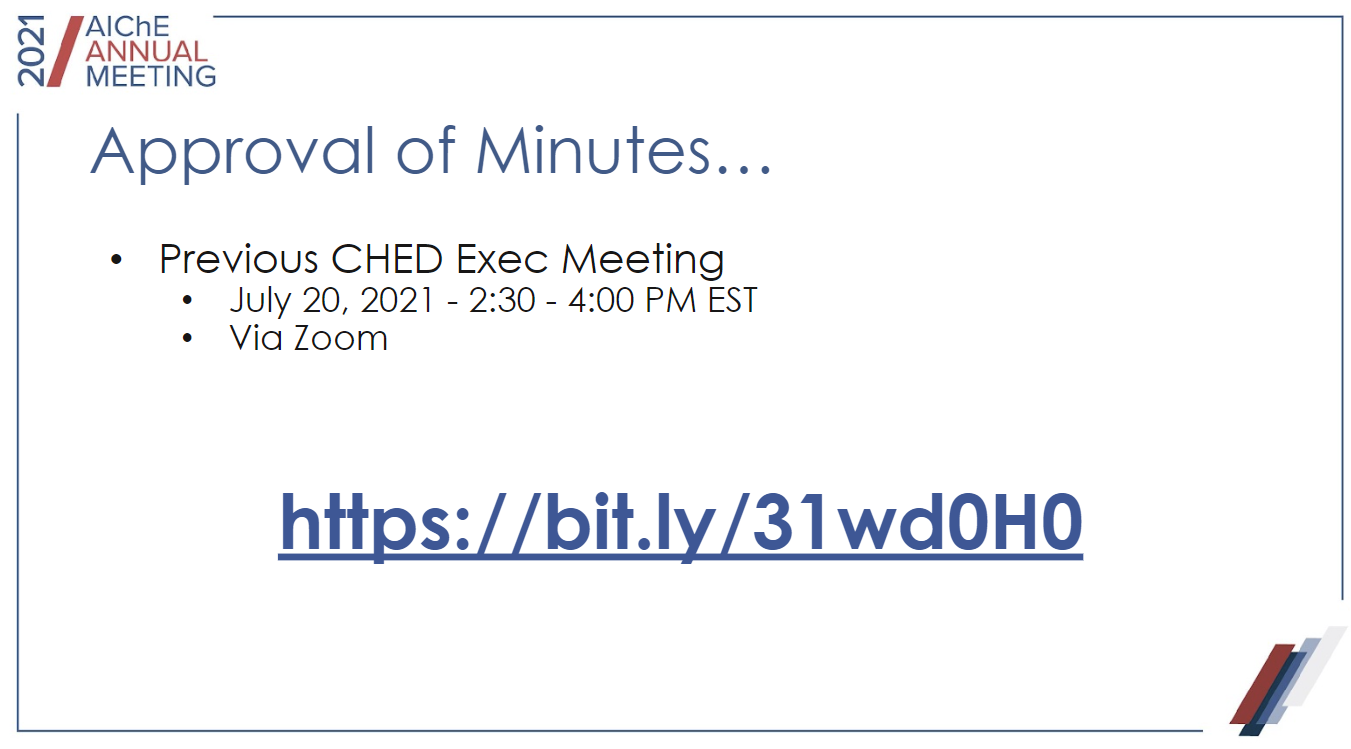 2021
AIChE
ANNUAL
MEETING
Approval of Minutes…
• Previous CHED Exec Meeting
• July 20, 2021 - 2:30 - 4:00 PM EST
• Via Zoom
https://bit.ly/31wd0H0